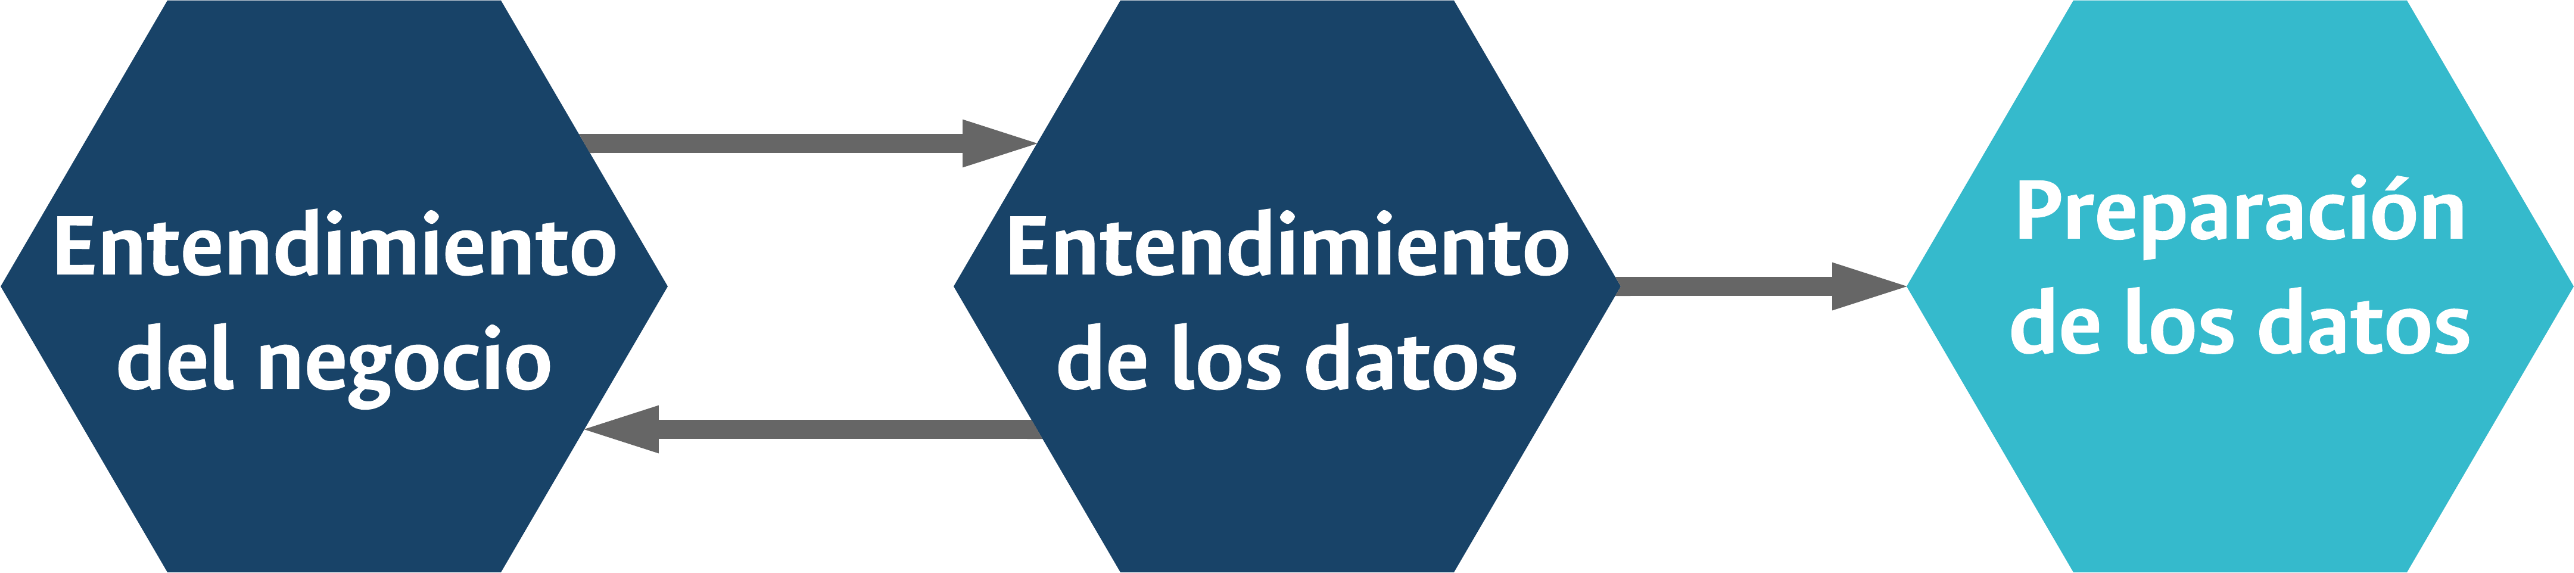 Entendimiento
del negocio
Entendimiento
de los datos
Preparación
de los datos